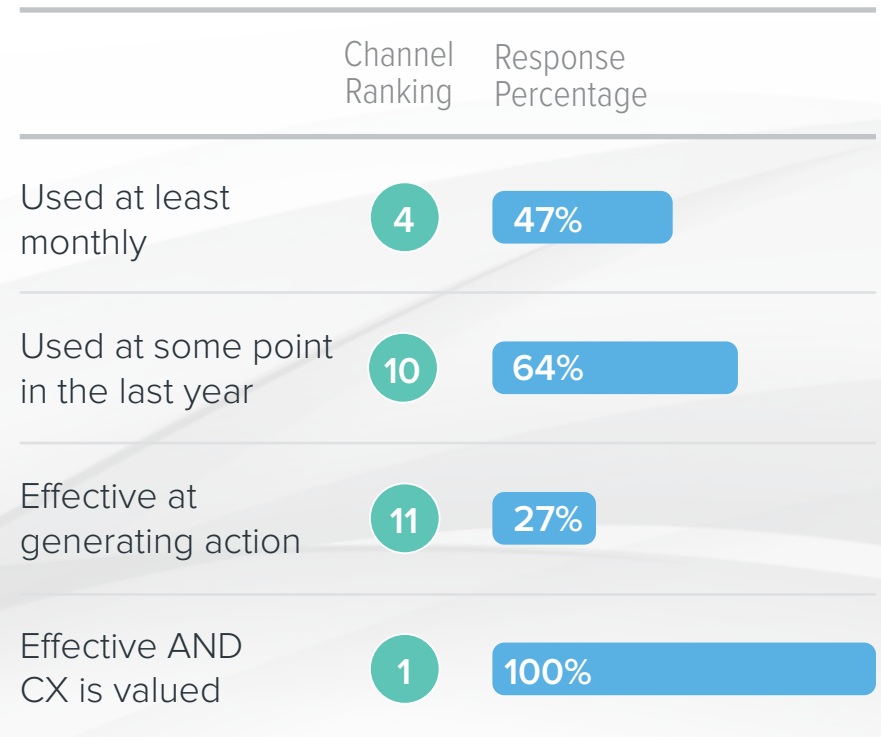 Channel
Ranking
Response
Percentage
Used at least
monthly
4
47%
Used at some point
in the last year
10
64%
Effective at
generating action
11
27%
Effective AND
CX is valued
1
100%